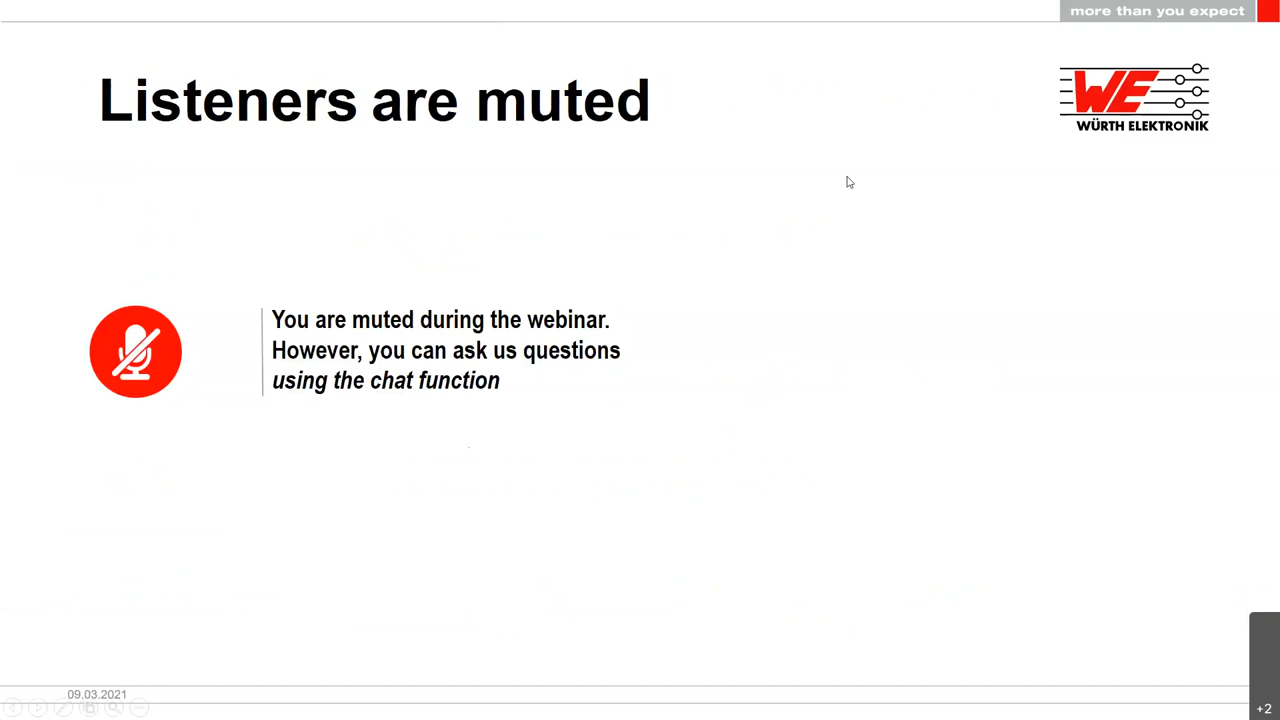 more than you expect
Listeners are muted
WE
WÜRTH ELEKTRONIK
You are muted during the webinar.
However, you can ask us questions
using the chat function
09.03.2021
+2